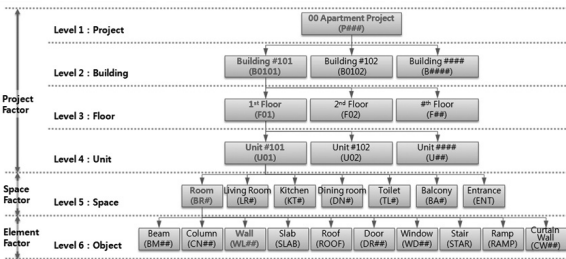 00 Apartment Project
(P###)
Level 1 : Project
Building #101
(B0101)
Building #102
(B0102)
Building ####
(B####)
Level 2 : Building
Project
Factor
1st Floor
(F01)
2nd Floor
(F02)
#th Floor
(F##)
Level 3 : Floor
Unit #101
(U01)
Unit #102
(U02)
Unit ####
(U##)
Level 4 : Unit
Space
Factor
Level 5 : Space
Room
(BR#)
Living Room
(LR#)
Kitchen
(KT#)
Dining room
(DN#)
Toilet
(TL#)
Balcony
(BA#)
Entrance
(ENT)
Element
Factor
Level 6 : Object
Beam
(BM##)
Column
(CN##)
Wall
(WL##)
Slab
(SLAB)
Roof
(ROOF)
Door
(DR##)
Window
(WD##)
Stair
(STAR)
Ramp
(RAMP)
Curtain
Wall
(CW##)